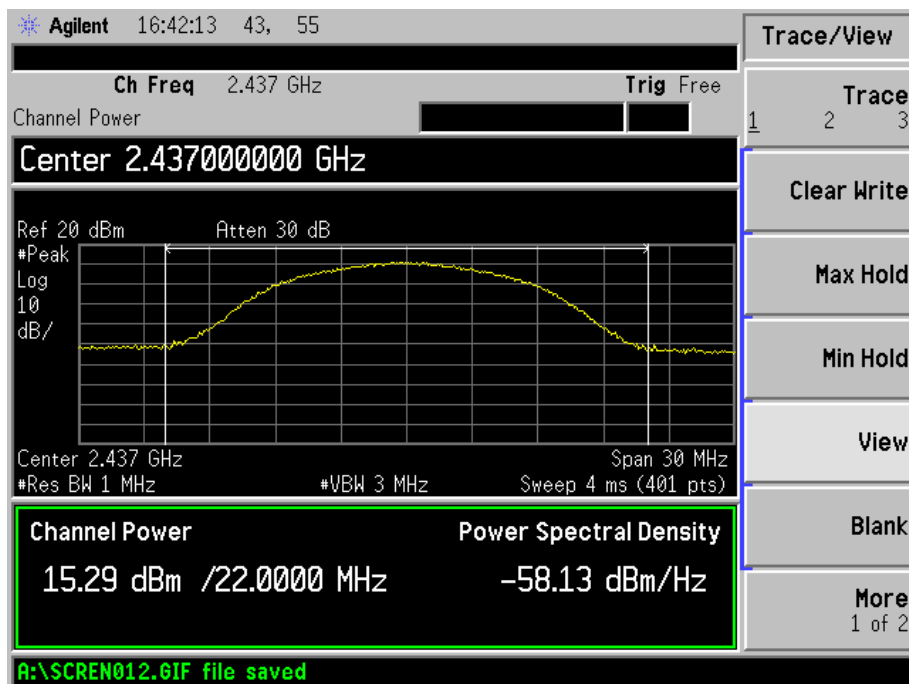 Agilent 16:42:13 43, 55
Trace/View
Ch Freq 2.437 GHz Trig Free
Channel Power
Trace
1 2 3
Center 2.437000000 GHz
Clear Write
Ref 20 dBm Atten 30 dB
#Peak
Log
10
dB/
Max Hold
Min Hold
View
Center 2.437 GHz Span 30 MHz
#Res BW 1 MHz #VBW 3 MHz Sweep 4 ms (401 pts)
Blank
Channel Power Power Spectral Density
15.29 dBm /22.0000 MHz -58.13 dBm/Hz
More
1 of 2
A:\SCREN012.GIF file saved